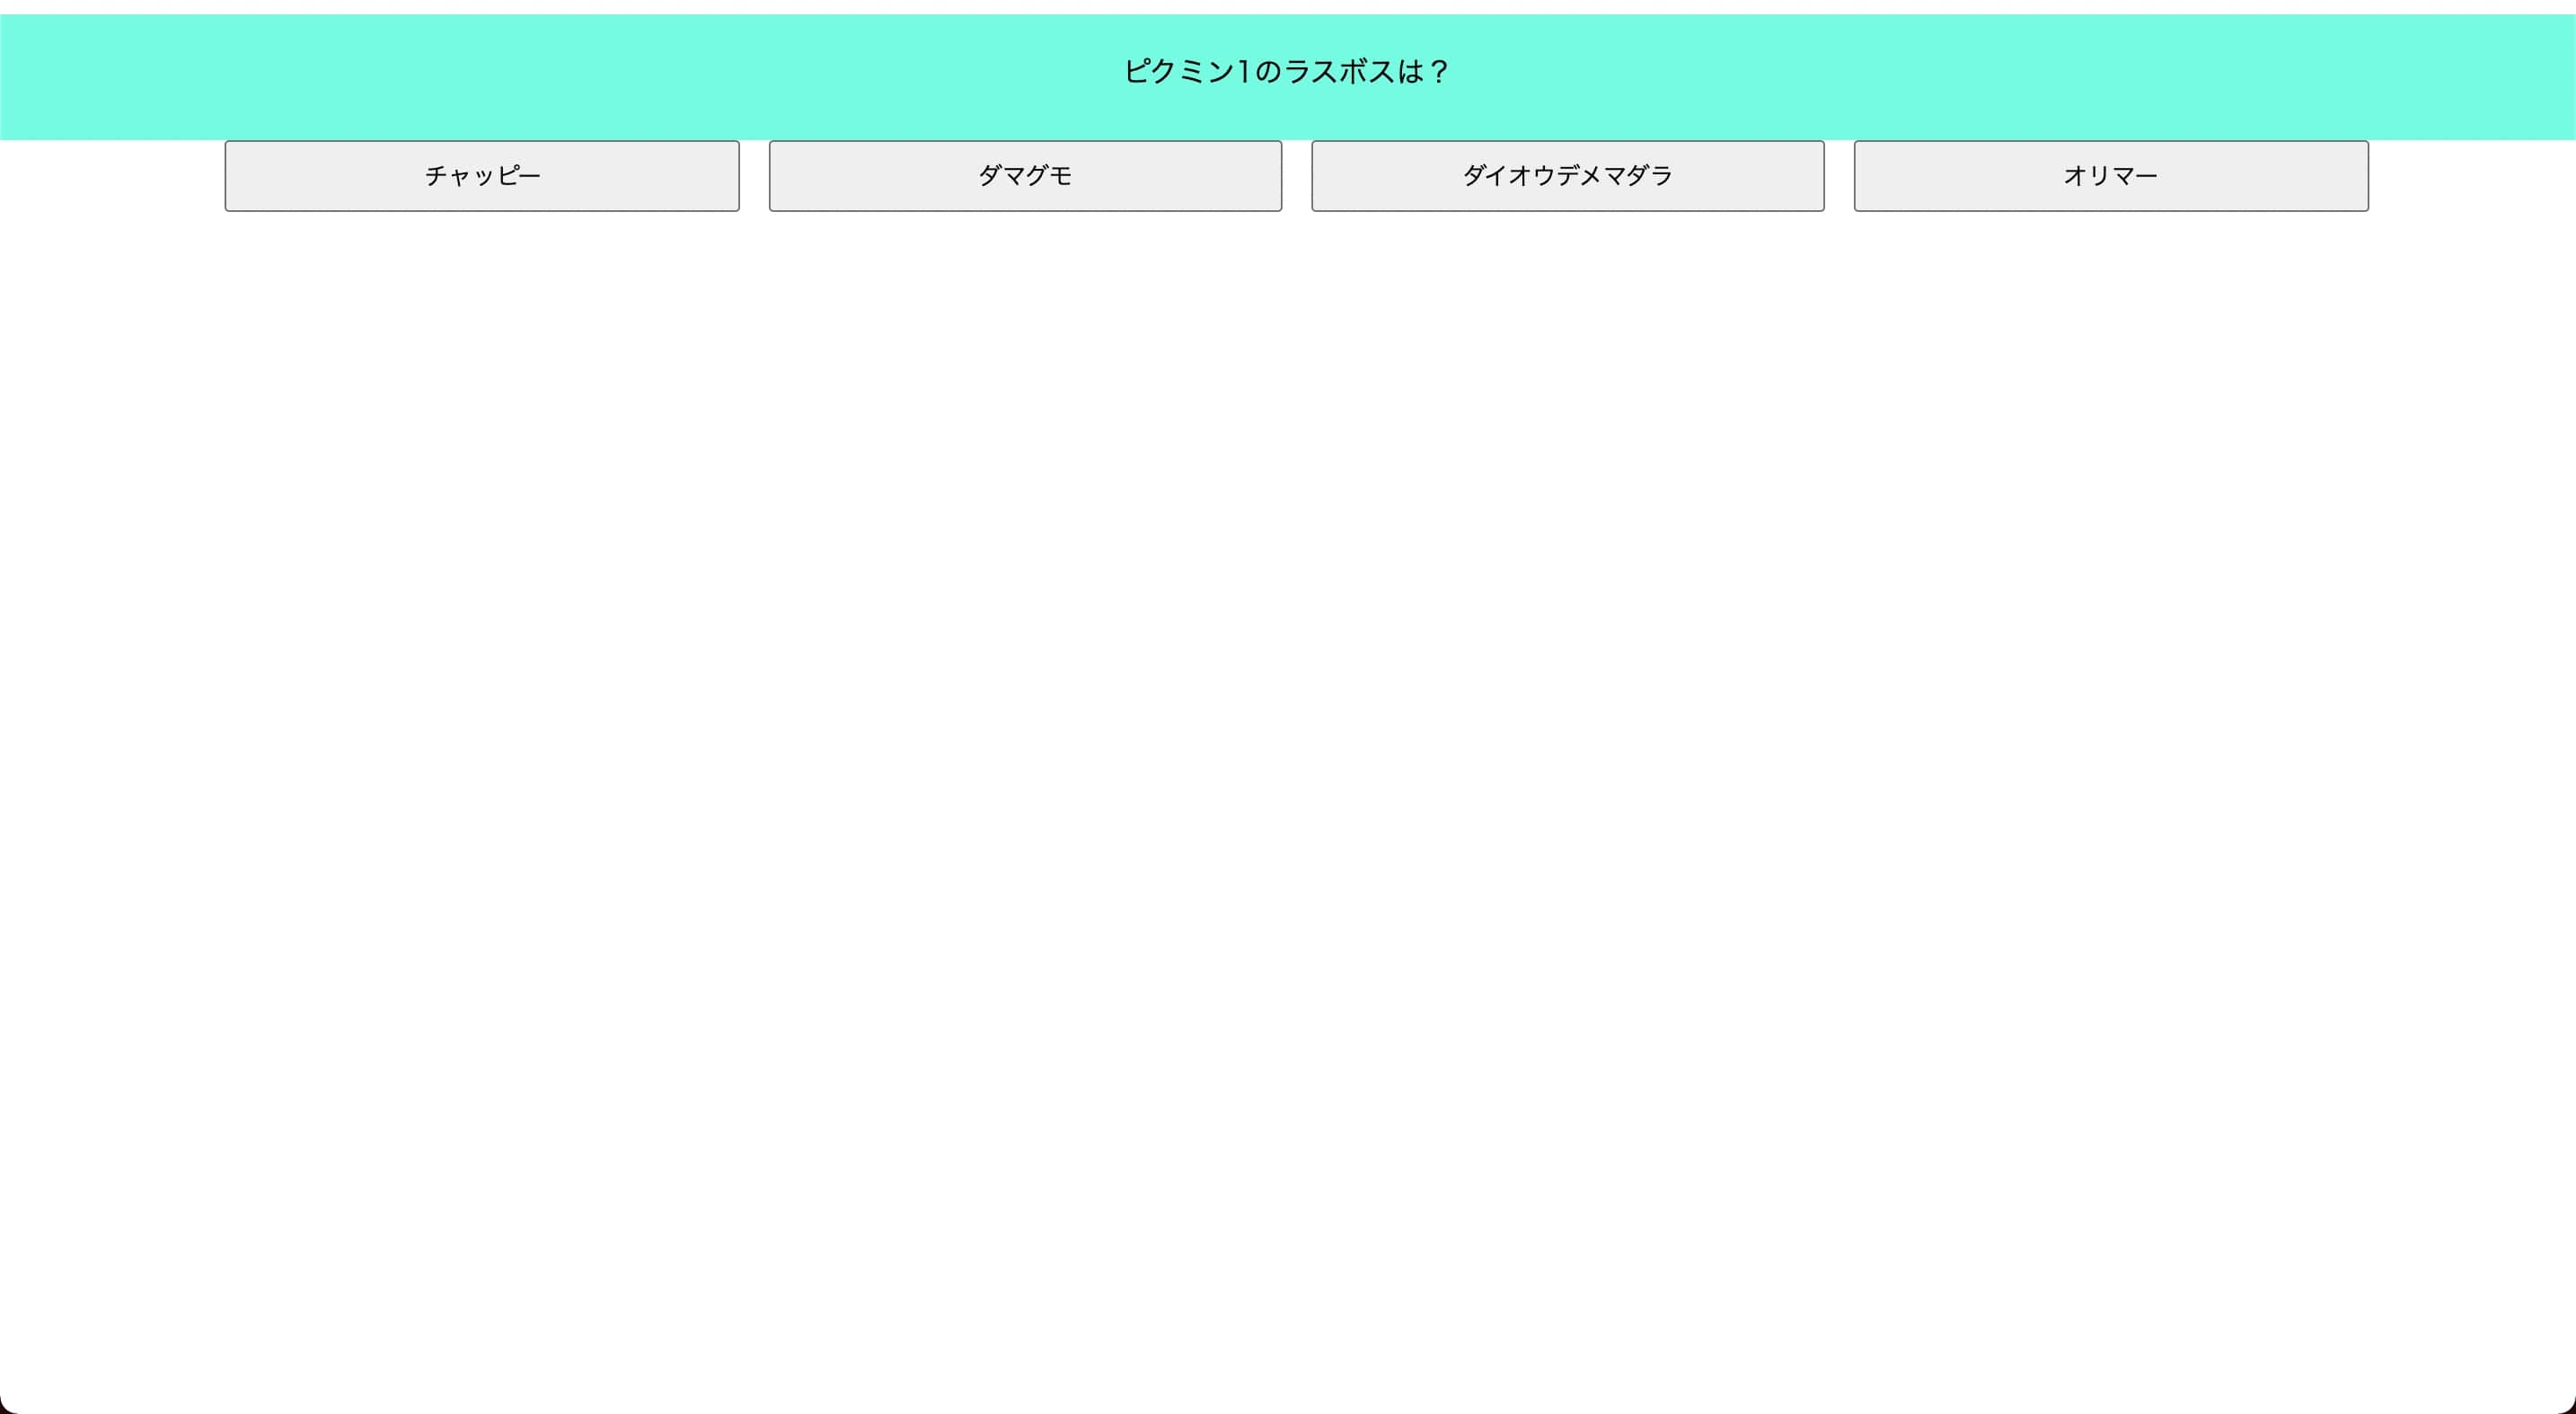 ピクミン1のラスボスは？
チャッピー
ダマグモ
ダイオウデメマダラ
オリマー